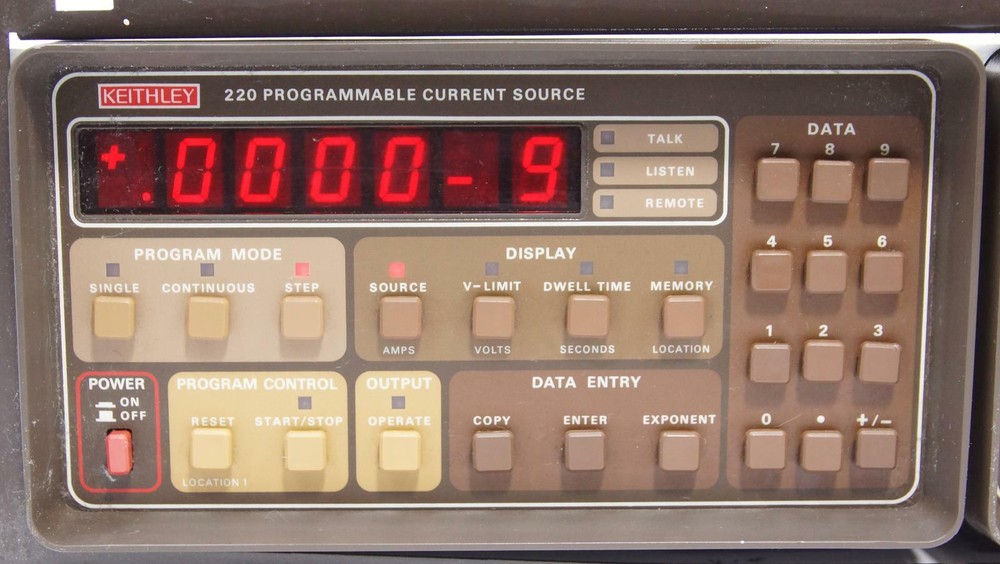 KEITHLEY 220 PROGRAMMABLE CURRENT SOURCE
+.0000-9
TALK
LISTEN
REMOTE
PROGRAM MODE
SINGLE CONTINUOUS STEP
DISPLAY
SOURCE V-LIMIT DWELL TIME MEMORY
AMPS VOLTS SECONDS LOCATION
POWER
ON
OFF
PROGRAM CONTROL
RESET START/STOP
LOCATION 1
OUTPUT
OPERATE
DATA ENTRY
COPY ENTER EXPONENT
DATA
7 8 9
4 5 6
1 2 3
0 • +/−